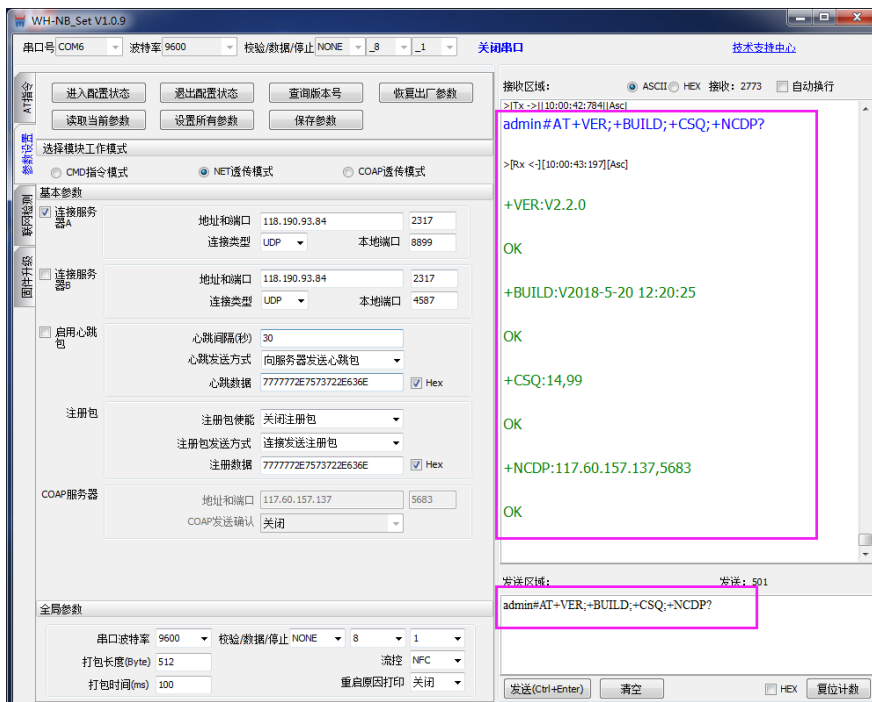 WH-NB_Set V1.0.9
串口号 COM6 波特率 9600 校验/数据/停止 NONE _8 _1 关闭串口 技术支持中心
AT指令
参数设置
联网检测
固件升级
进入配置状态 退出配置状态 查询版本号 恢复出厂参数
读取当前参数 设置所有参数 保存参数
选择模块工作模式
CMD指令模式 NET透传模式 COAP透传模式
基本参数
连接服务器A 地址和端口 118.190.93.84 2317
连接类型 UDP 本地端口 8899
连接服务器B 地址和端口 118.190.93.84 2317
连接类型 UDP 本地端口 4587
启用心跳包 心跳间隔(秒) 30
心跳发送方式 向服务器发送心跳包
心跳数据 7777772E7573722E636E Hex
注册包 注册包使能 关闭注册包
注册包发送方式 连接发送注册包
注册数据 7777772E7573722E636E Hex
COAP服务器 地址和端口 117.60.157.137 5683
COAP发送确认 关闭
全局参数
串口波特率 9600 校验/数据/停止 NONE 8 1
打包长度(Byte) 512 流控 NFC
打包时间(ms) 100 重启原因打印 关闭
接收区域: ASCII HEX 接收: 2773 自动换行
>[Tx ->][10:00:42:784][Asc]
admin#AT+VER;+BUILD;+CSQ;+NCDP?
>[Rx <-][10:00:43:197][Asc]
+VER:V2.2.0
OK
+BUILD:V2018-5-20 12:20:25
OK
+CSQ:14,99
OK
+NCDP:117.60.157.137,5683
OK
发送区域: 发送: 501
admin#AT+VER;+BUILD;+CSQ;+NCDP?
发送(Ctrl+Enter) 清空 HEX 复位计数